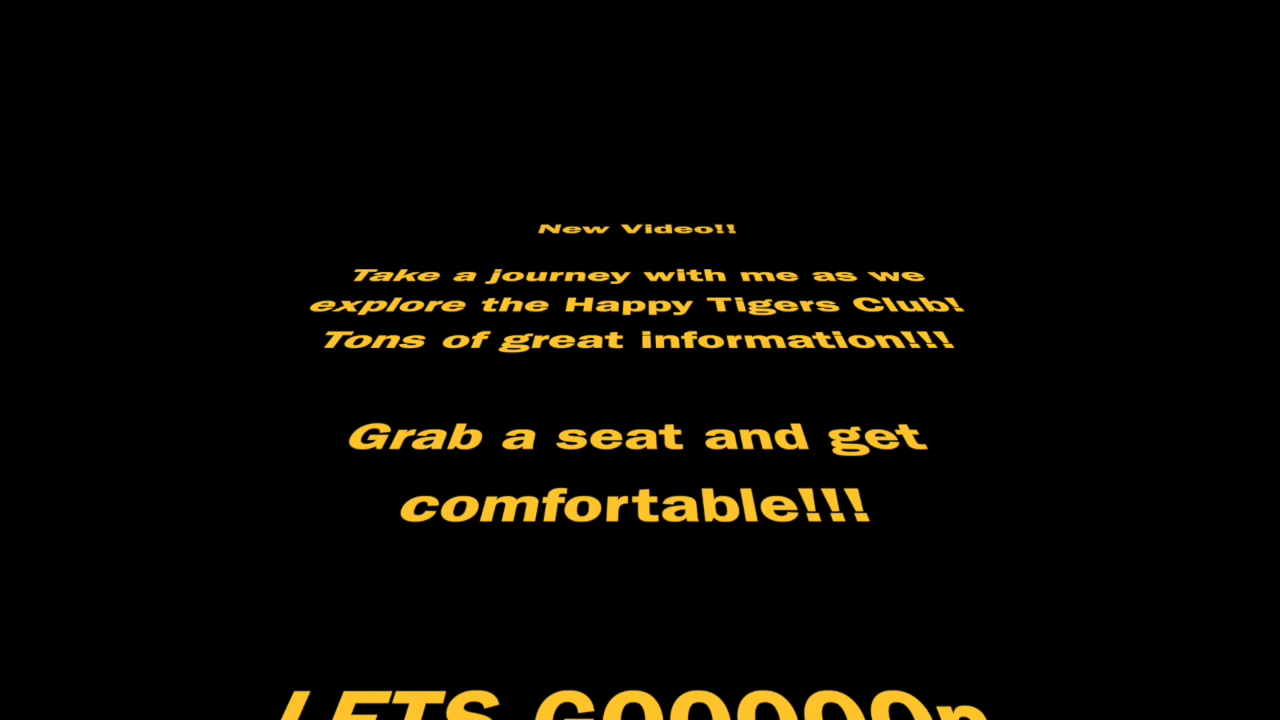 New Video!!
Take a journey with me as we
explore the Happy Tigers Club!
Tons of great information!!!
Grab a seat and get
comfortable!!!
LETS